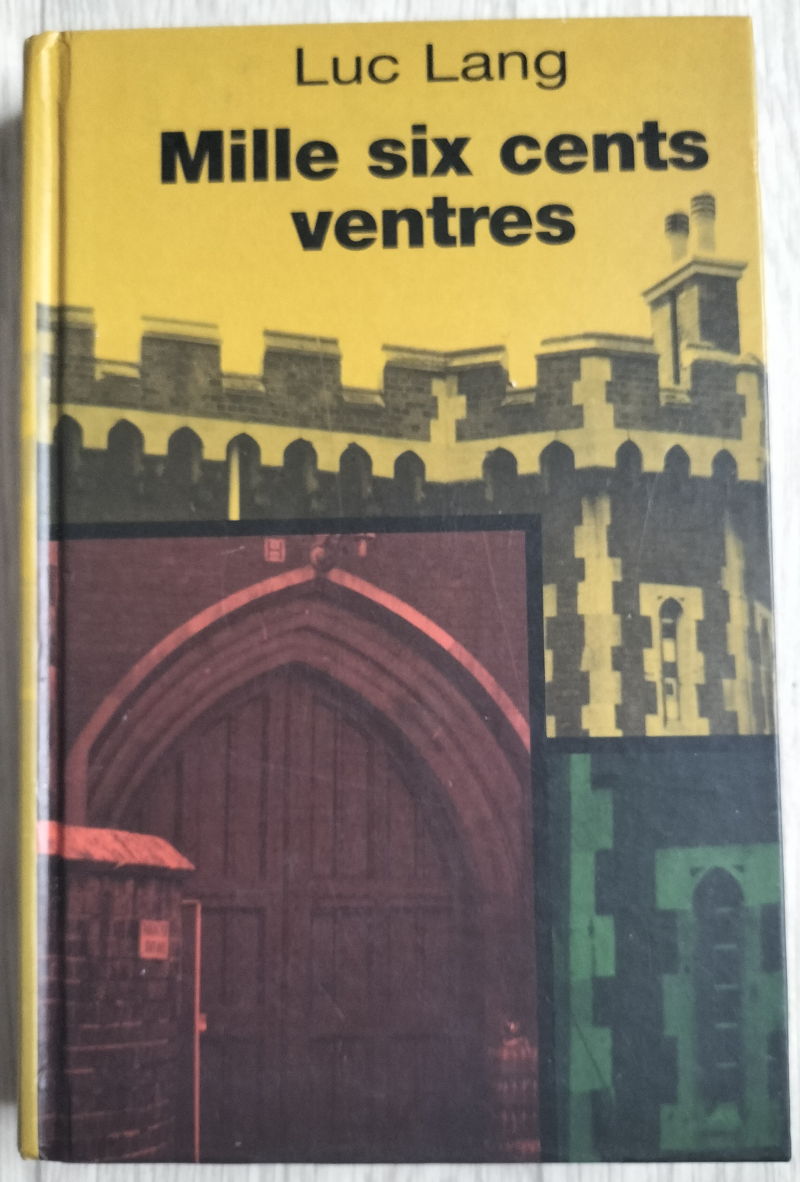 Luc Lang
Mille six cents
ventres